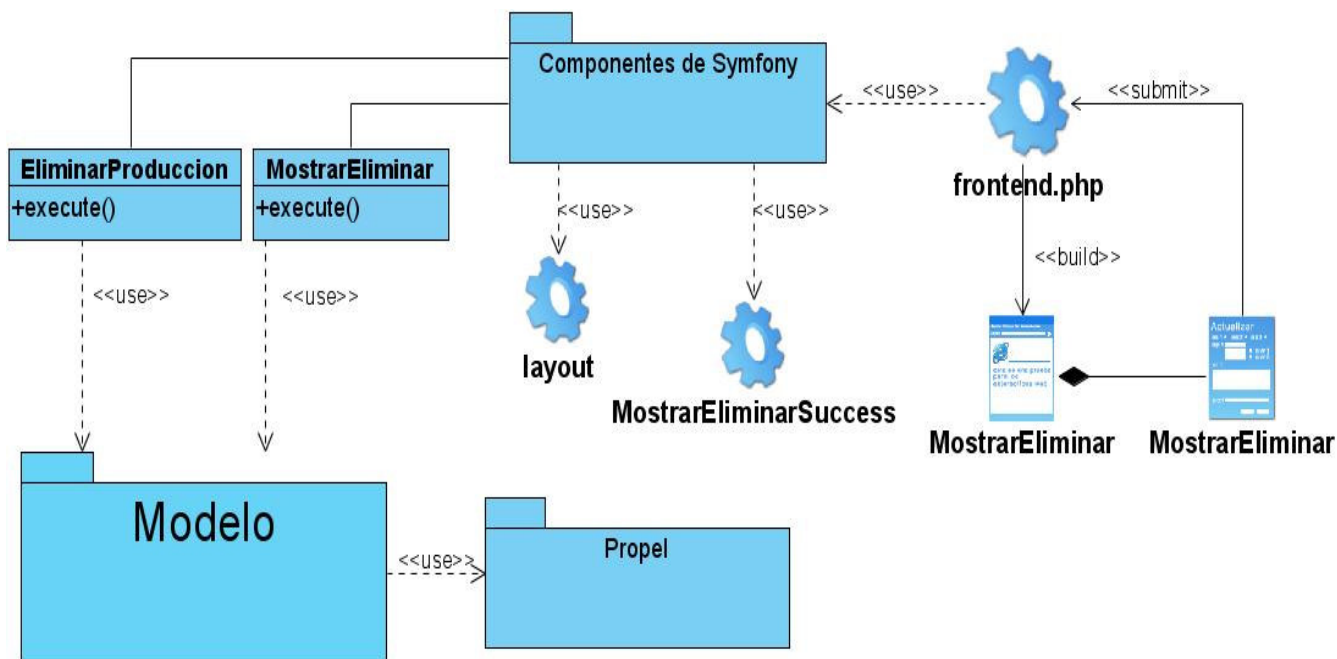 Componentes de Symfony
<<use>>
<<submit>>
EliminarProduccion
+execute()
MostrarEliminar
+execute()
frontend.php
<<use>>
<<use>>
<<build>>
<<use>>
<<use>>
layout
MostrarEliminarSuccess
Actualizar
MostrarEliminar
MostrarEliminar
Modelo
<<use>>
Propel